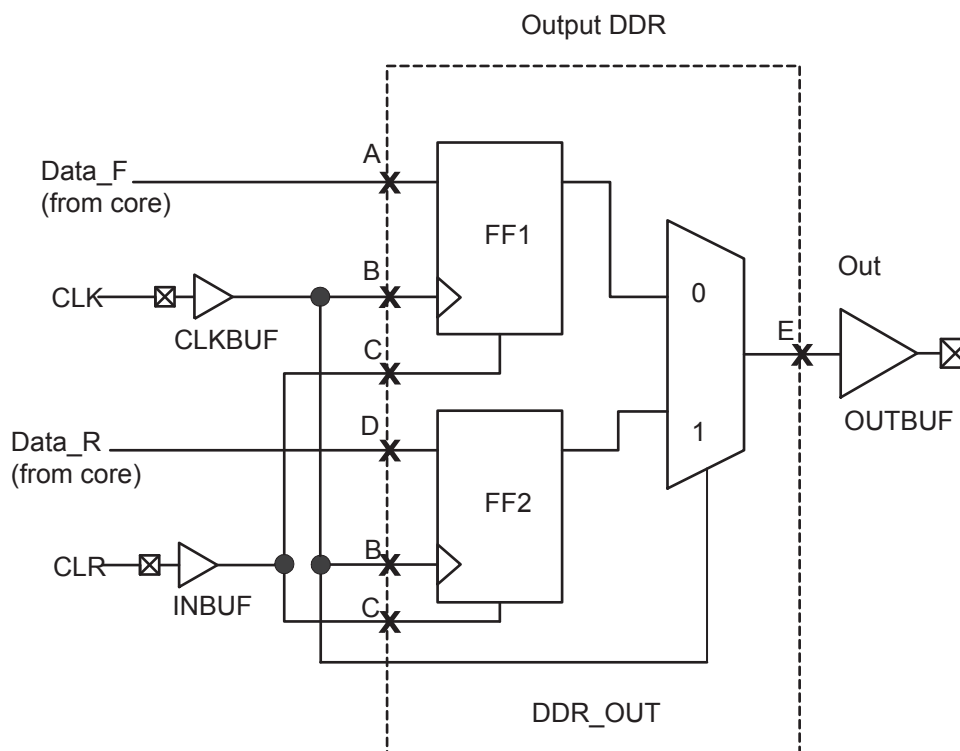 Output DDR
A
Data_F
(from core)
FF1
B
CLK
CLKBUF
0
Out
C
E
D
Data_R
(from core)
1
OUTBUF
FF2
B
CLR
INBUF
C
DDR_OUT